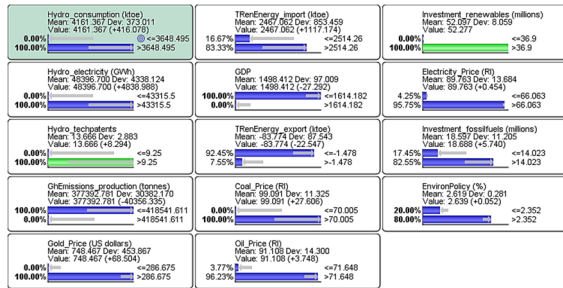 Hydro_consumption (ktoe)
Mean: 4161.367 Dev: 373.011
Value: 4161.367 (+416.078)
0.00% <=3648.495
100.00% >3648.495
Hydro_electricity (GWh)
Mean: 48396.700 Dev: 4338.124
Value: 48396.700 (+4838.988)
0.00% <=43315.5
100.00% >43315.5
Hydro_techpatents
Mean: 13.666 Dev: 2.883
Value: 13.666 (+8.294)
0.00% <=9.25
100.00% >9.25
GhEmissions_production (tonnes)
Mean: 377392.781 Dev: 30382.170
Value: 377392.781 (-40356.335)
100.00% <=418541.611
0.00% >418541.611
Gold_Price (US dollars)
Mean: 748.467 Dev: 453.867
Value: 748.467 (+68.504)
0.00% <=286.675
100.00% >286.675
TRenEnergy_import (ktoe)
Mean: 2467.062 Dev: 853.459
Value: 2467.062 (+1117.174)
16.67% <=2514.26
83.33% >2514.26
GDP
Mean: 1498.412 Dev: 97.009
Value: 1498.412 (-27.292)
100.00% <=1614.182
0.00% >1614.182
TRenEnergy_export (ktoe)
Mean: -83.774 Dev: 87.543
Value: -83.774 (-22.547)
92.45% <=-1.478
7.55% >-1.478
Coal_Price (RI)
Mean: 99.091 Dev: 11.325
Value: 99.091 (+27.606)
0.00% <=70.005
100.00% >70.005
Oil_Price (RI)
Mean: 91.108 Dev: 14.300
Value: 91.108 (+3.748)
3.77% <=71.648
96.23% >71.648
Investment_renewables (millions)
Mean: 52.097 Dev: 8.059
Value: 52.277
0.00% <=36.9
100.00% >36.9
Electricity_Price (RI)
Mean: 89.763 Dev: 13.684
Value: 89.763 (+0.454)
4.25% <=66.063
95.75% >66.063
Investment_fossilfuels (millions)
Mean: 18.597 Dev: 11.205
Value: 18.688 (+5.740)
17.45% <=14.023
82.55% >14.023
EnvironPolicy (%)
Mean: 2.619 Dev: 0.281
Value: 2.639 (+0.052)
20.00% <=2.352
80.00% >2.352